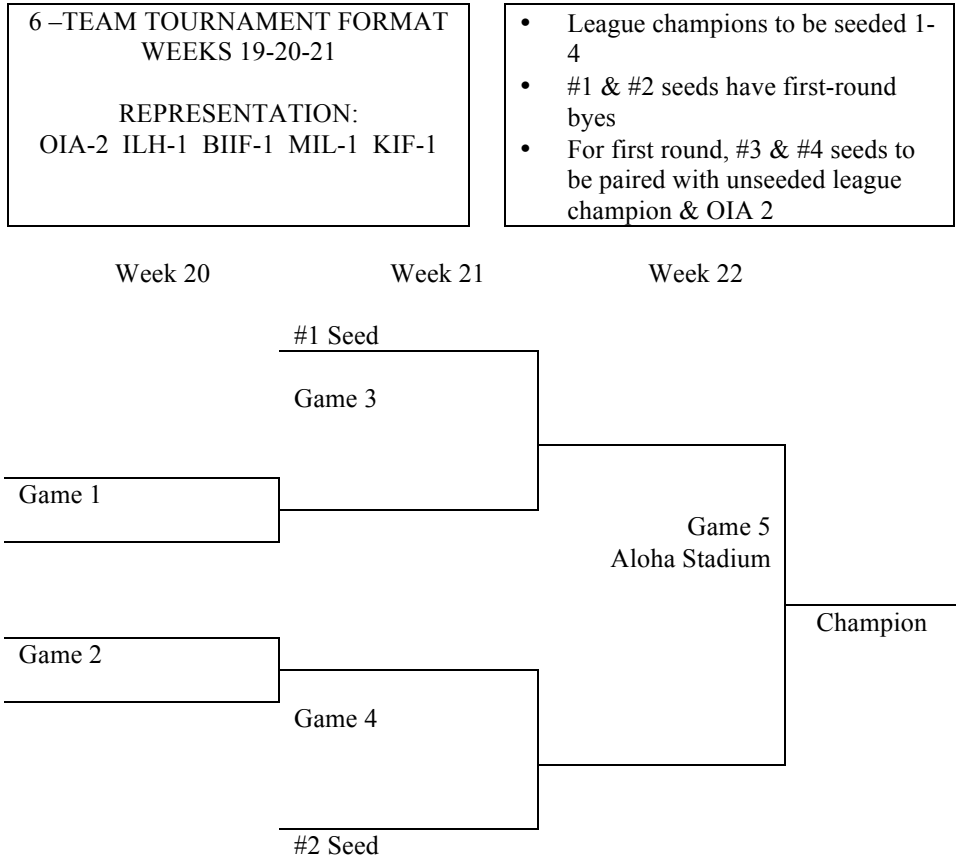 6 –TEAM TOURNAMENT FORMAT
WEEKS 19-20-21
REPRESENTATION:
OIA-2 ILH-1 BIIF-1 MIL-1 KIF-1
• League champions to be seeded 1-
4
• #1 & #2 seeds have first-round
byes
• For first round, #3 & #4 seeds to
be paired with unseeded league
champion & OIA 2
Week 20 Week 21 Week 22
#1 Seed
Game 3
Game 1
Game 5
Aloha Stadium
Champion
Game 2
Game 4
#2 Seed